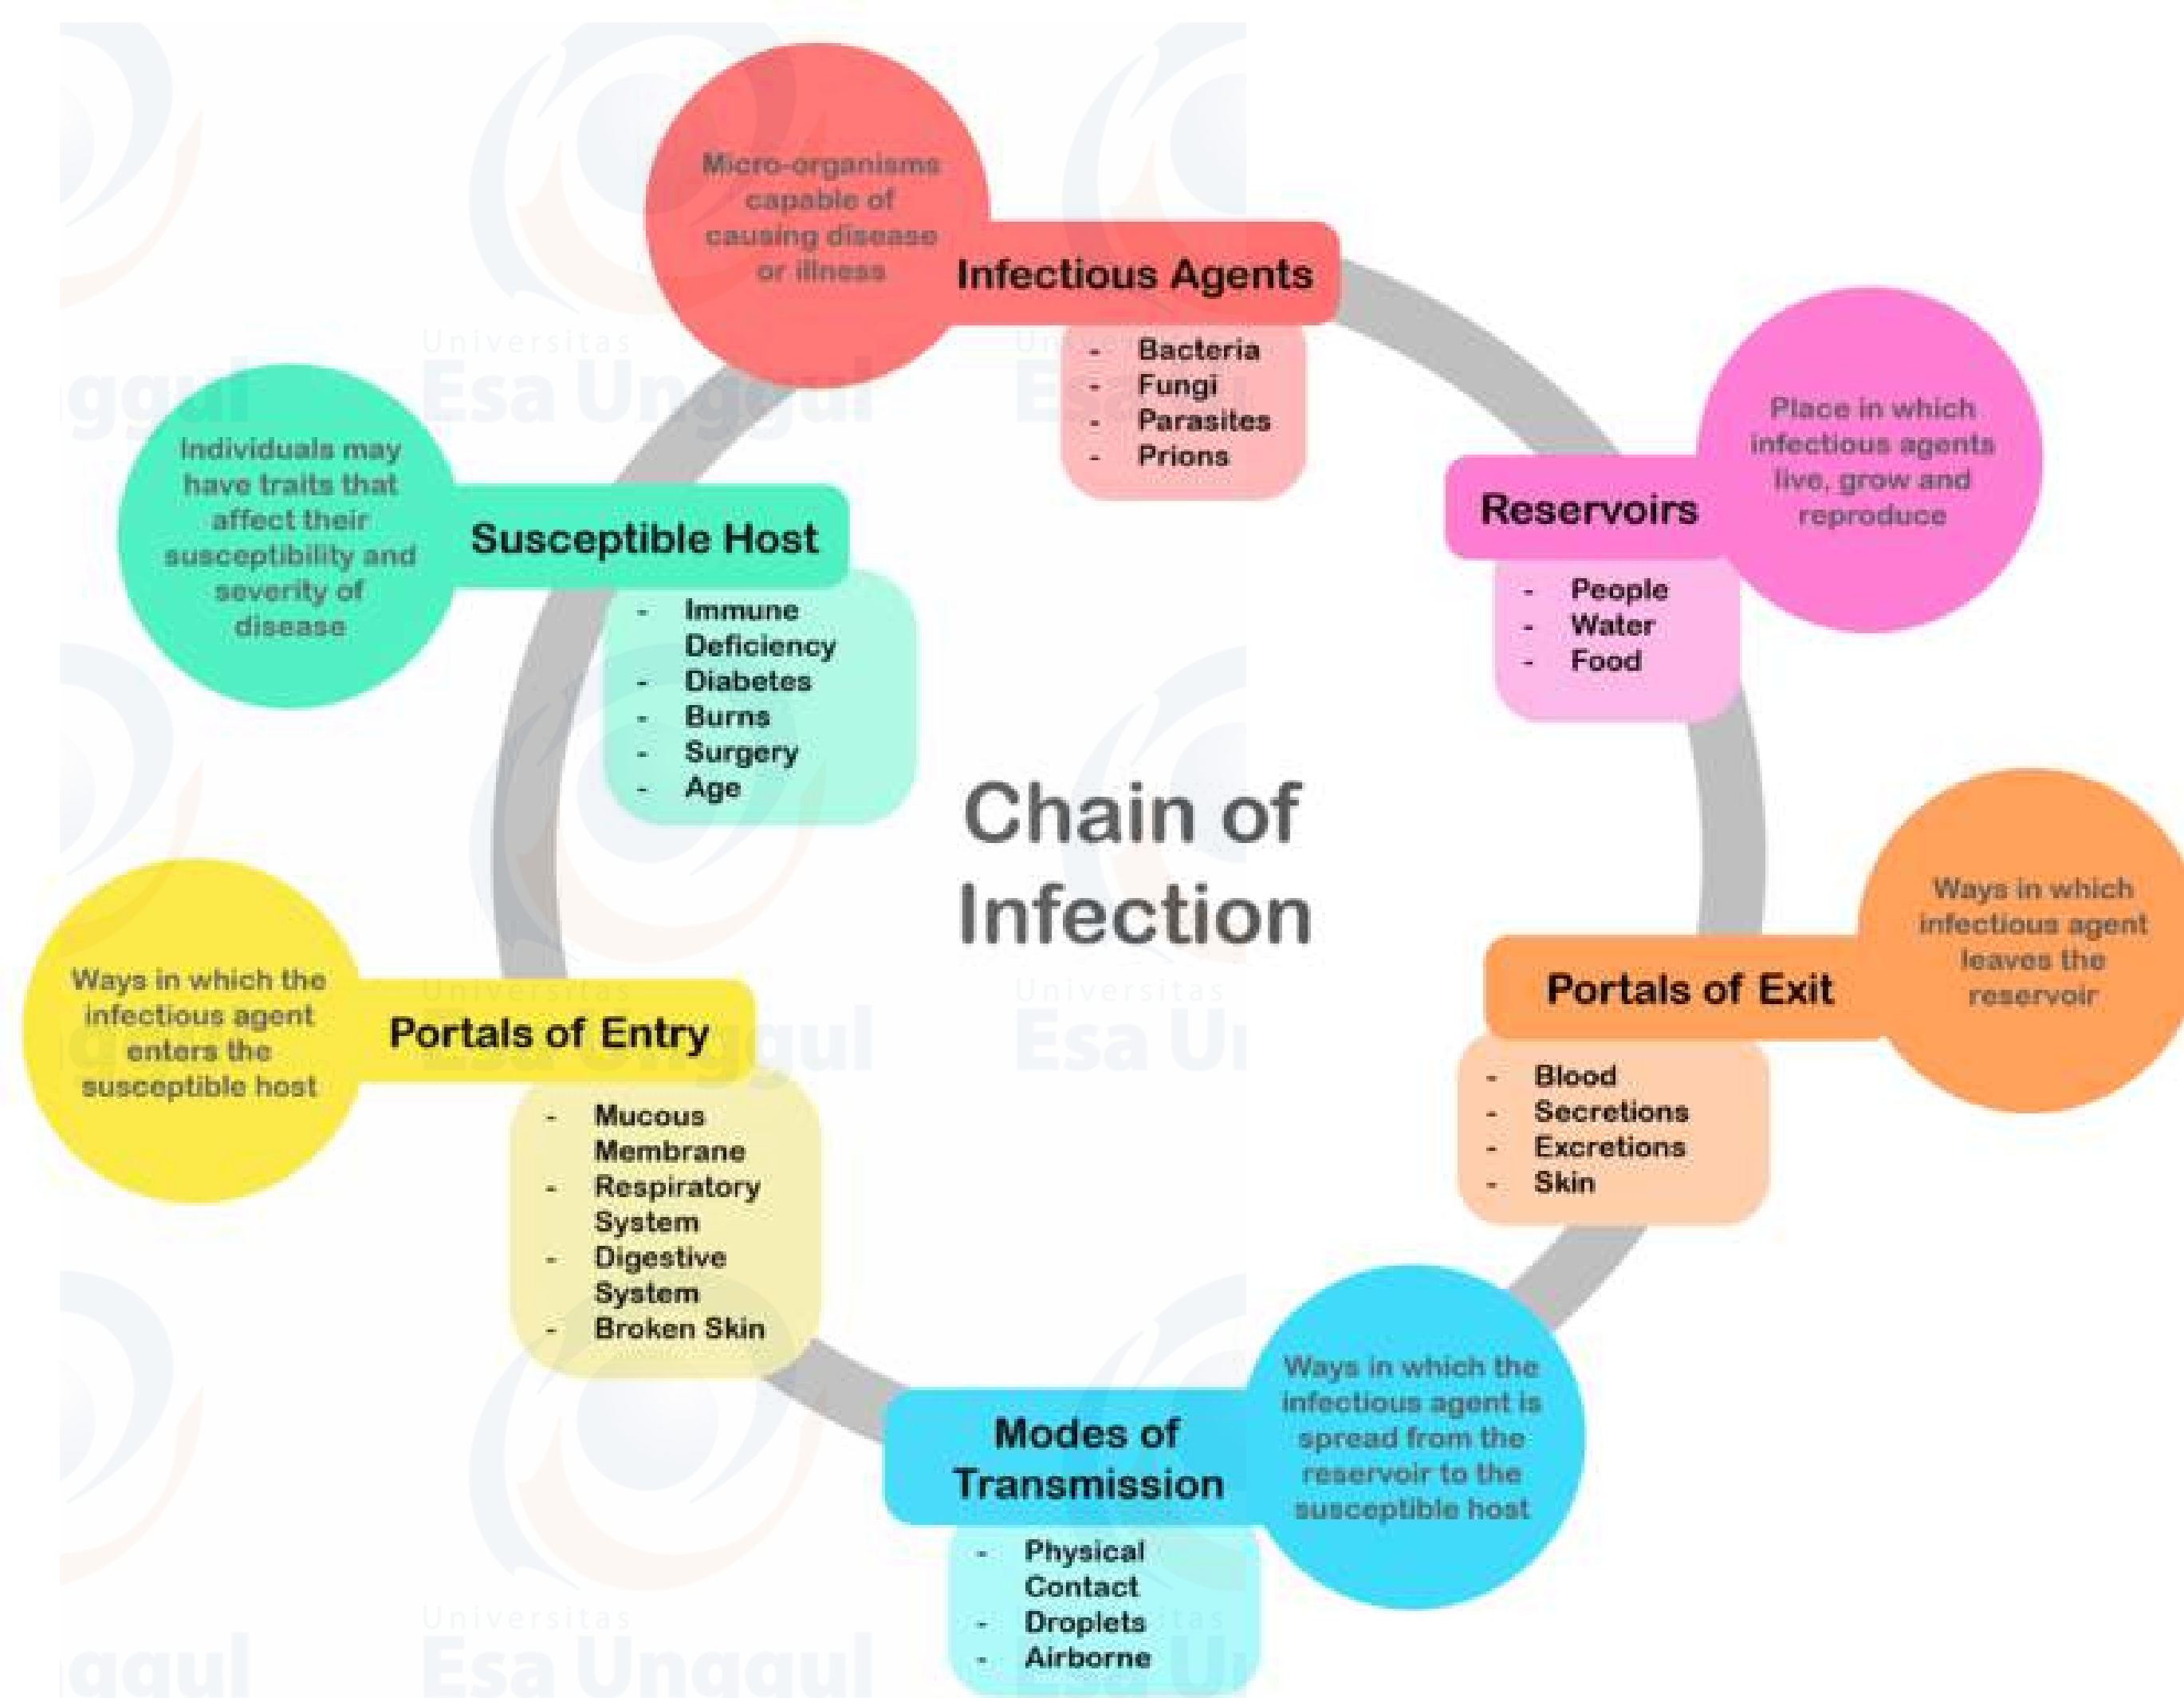 Micro-organisms
capable of
causing disease
or illness
Infectious Agents
- Bacteria
- Fungi
- Parasites
- Prions
Place in which
infectious agents
live, grow and
reproduce
Reservoirs
- People
- Water
- Food
Ways in which
infectious agent
leaves the
reservoir
Portals of Exit
- Blood
- Secretions
- Excretions
- Skin
Ways in which the
infectious agent is
spread from the
reservoir to the
susceptible host
Modes of
Transmission
- Physical
Contact
- Droplets
- Airborne
Ways in which the
infectious agent
enters the
susceptible host
Portals of Entry
- Mucous
Membrane
- Respiratory
System
- Digestive
System
- Broken Skin
Individuals may
have traits that
affect their
susceptibility and
severity of
disease
Susceptible Host
- Immune
Deficiency
- Diabetes
- Burns
- Surgery
- Age
Chain of
Infection
Universitas
Esa Unggul
Universitas
Esa U
Universitas
Esa Unggul